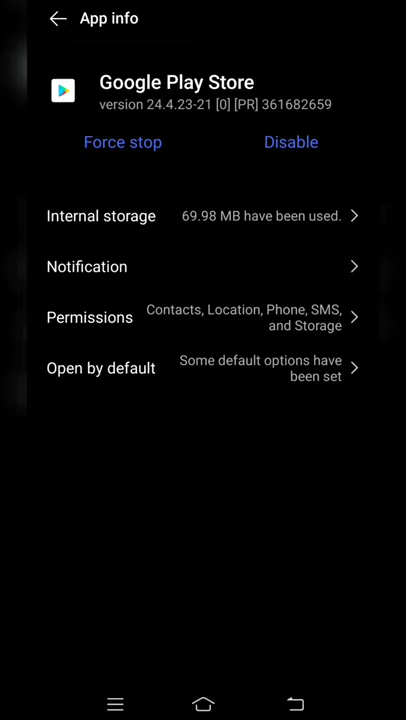 App info
Google Play Store
version 24.4.23-21 [0] [PR] 361682659
Force stop
Disable
Internal storage
69.98 MB have been used.
Notification
Permissions
Contacts, Location, Phone, SMS,
and Storage
Open by default
Some default options have
been set